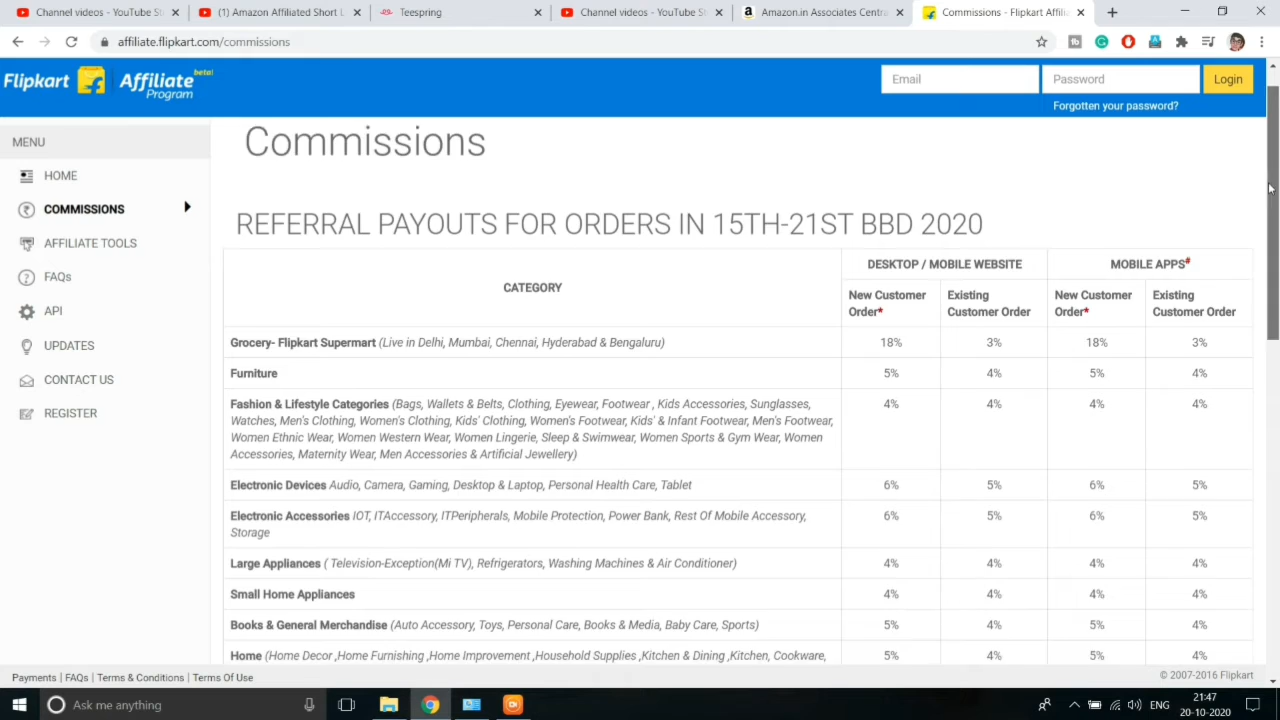 Channel videos - YouTube St
(1) Amazon Affiliated Short L
Teespring
Channel videos - YouTube St
Amazon.in Associates Centra
Commissions - Flipkart Affilia
affiliate.flipkart.com/commissions
Flipkart Affiliate beta!
Program
Email
Password
Login
Forgotten your password?
MENU
HOME
COMMISSIONS
AFFILIATE TOOLS
FAQs
API
UPDATES
CONTACT US
REGISTER
Commissions
REFERRAL PAYOUTS FOR ORDERS IN 15TH-21ST BBD 2020
CATEGORY
DESKTOP / MOBILE WEBSITE
MOBILE APPS#
New Customer
Order*
Existing
Customer Order
New Customer
Order*
Existing
Customer Order
Grocery- Flipkart Supermart (Live in Delhi, Mumbai, Chennai, Hyderabad & Bengaluru) 18% 3% 18% 3%
Furniture 5% 4% 5% 4%
Fashion & Lifestyle Categories (Bags, Wallets & Belts, Clothing, Eyewear, Footwear , Kids Accessories, Sunglasses, 4% 4% 4% 4%
Watches, Men's Clothing, Women's Clothing, Kids' Clothing, Women's Footwear, Kids' & Infant Footwear, Men's Footwear,
Women Ethnic Wear, Women Western Wear, Women Lingerie, Sleep & Swimwear, Women Sports & Gym Wear, Women
Accessories, Maternity Wear, Men Accessories & Artificial Jewellery)
Electronic Devices Audio, Camera, Gaming, Desktop & Laptop, Personal Health Care, Tablet 6% 5% 6% 5%
Electronic Accessories IOT, ITAccessory, ITPeripherals, Mobile Protection, Power Bank, Rest Of Mobile Accessory, 6% 5% 6% 5%
Storage
Large Appliances ( Television-Exception(Mi TV), Refrigerators, Washing Machines & Air Conditioner) 4% 4% 4% 4%
Small Home Appliances 4% 4% 4% 4%
Books & General Merchandise (Auto Accessory, Toys, Personal Care, Books & Media, Baby Care, Sports) 5% 4% 5% 4%
Home (Home Decor ,Home Furnishing ,Home Improvement ,Household Supplies ,Kitchen & Dining ,Kitchen, Cookware, 5% 4% 5% 4%
Payments | FAQs | Terms & Conditions | Terms Of Use
© 2007-2016 Flipkart
Ask me anything
ENG
21:47
20-10-2020